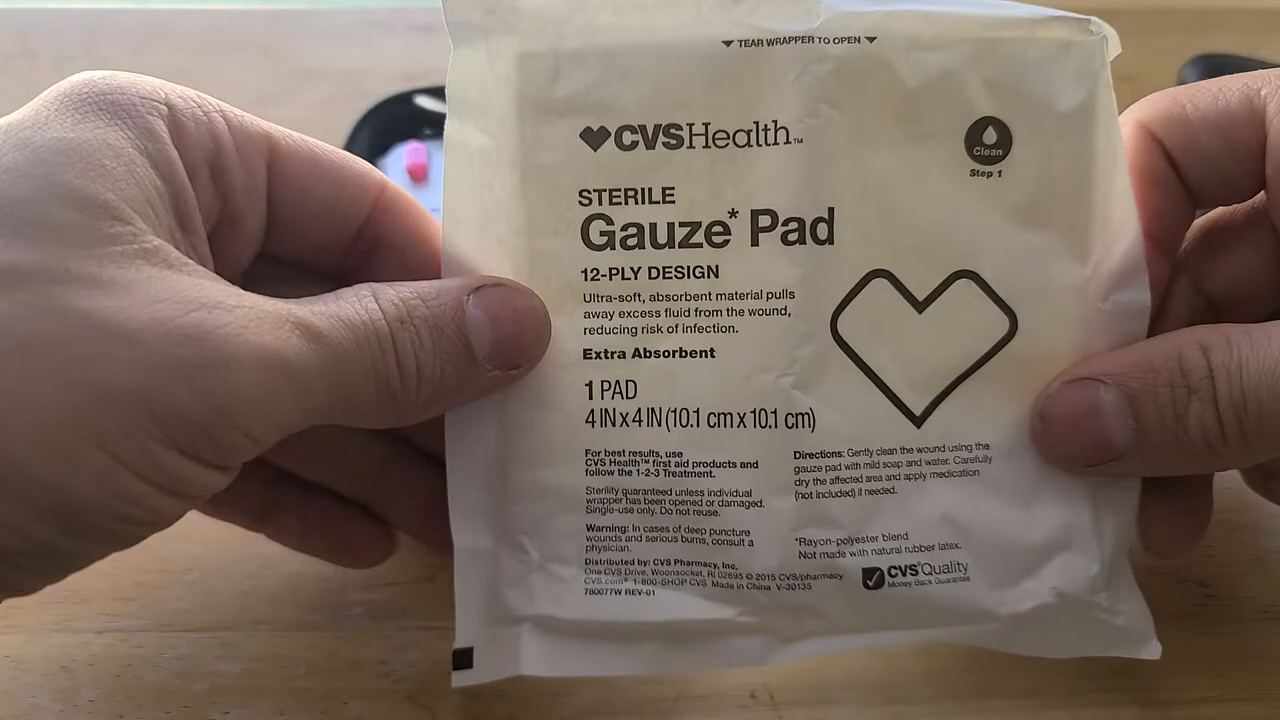 TEAR WRAPPER TO OPEN
CVSHealth™
Clean
Step 1
STERILE
Gauze* Pad
12-PLY DESIGN
Ultra-soft, absorbent material pulls
away excess fluid from the wound,
reducing risk of infection.
Extra Absorbent
1 PAD
4 IN x 4 IN (10.1 cm x 10.1 cm)
For best results, use
CVS Health™ first aid products and
follow the 1-2-3 Treatment.
Sterility guaranteed unless individual
wrapper has been opened or damaged.
Single-use only. Do not reuse.
Warning: In cases of deep puncture
wounds and serious burns, consult a
physician.
Distributed by: CVS Pharmacy, Inc.
One CVS Drive, Woonsocket, RI 02895 © 2015 CVS/pharmacy
CVS.com® 1-800-SHOP CVS Made in China V-30135
780077W REV-01
Directions: Gently clean the wound using the
gauze pad with mild soap and water. Carefully
dry the affected area and apply medication
(not included) if needed.
*Rayon-polyester blend
Not made with natural rubber latex.
CVS® Quality
Money Back Guarantee